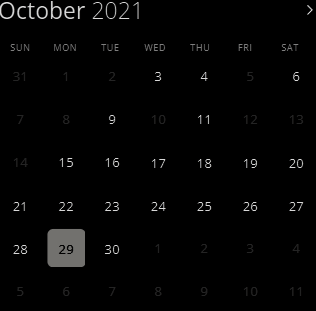 October 2021
SUN MON TUE WED THU FRI SAT
31 1 2 3 4 5 6
7 8 9 10 11 12 13
14 15 16 17 18 19 20
21 22 23 24 25 26 27
28 29 30 1 2 3 4
5 6 7 8 9 10 11